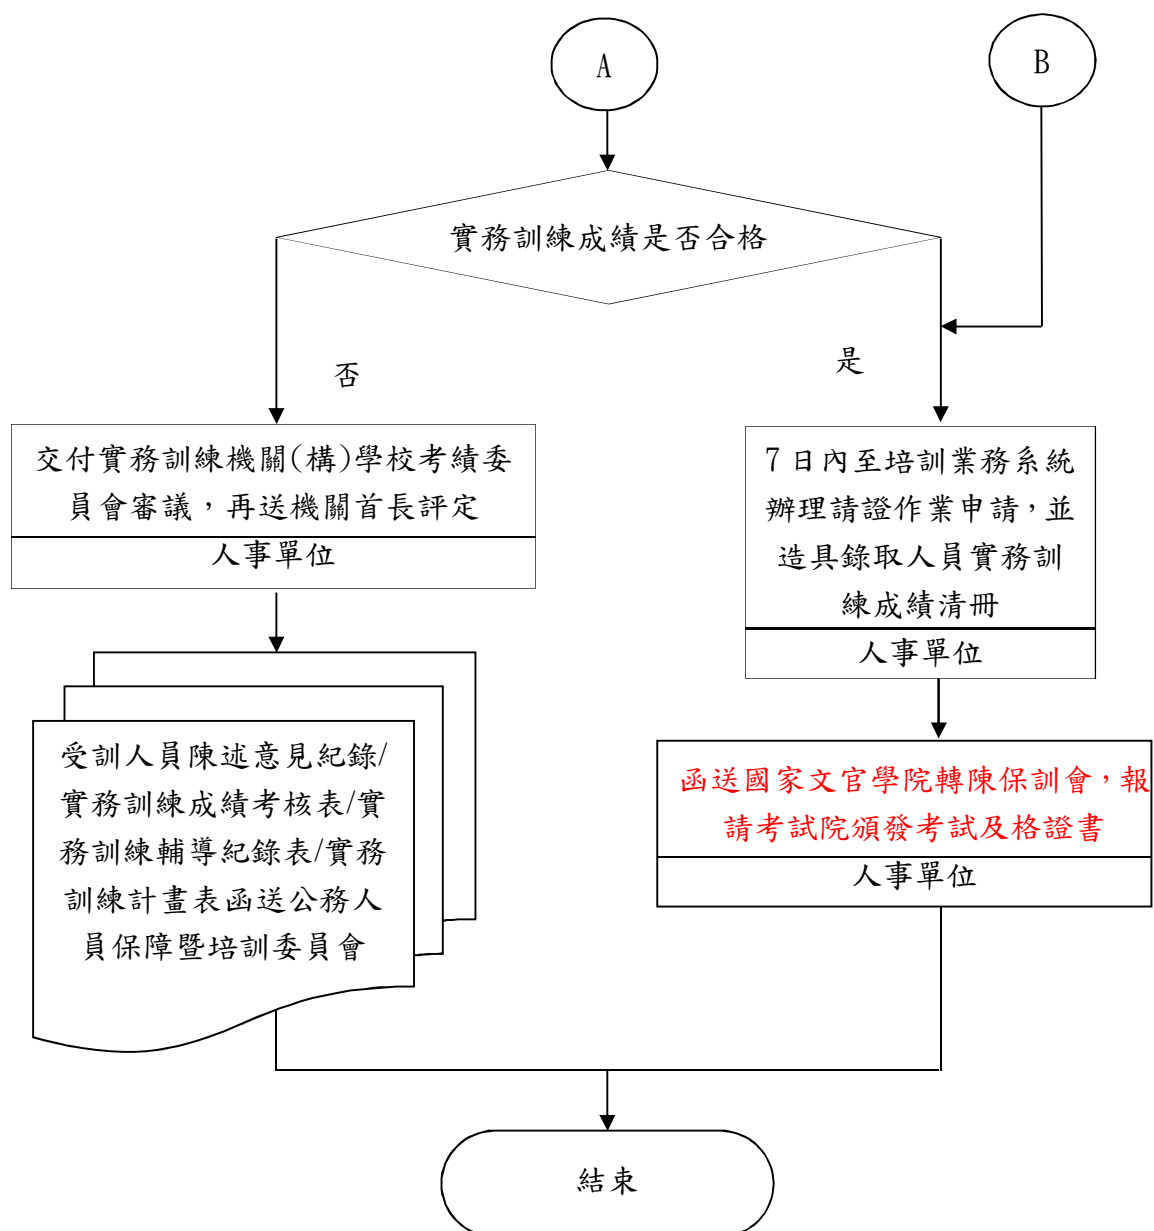 A
B
實務訓練成績是否合格
否
是
交付實務訓練機關(構)學校考績委
員會審議，再送機關首長評定
人事單位
7日內至培訓業務系統
辦理請證作業申請，並
造具錄取人員實務訓
練成績清冊
人事單位
受訓人員陳述意見紀錄/
實務訓練成績考核表/實
務訓練輔導紀錄表/實務
訓練計畫表函送公務人
員保障暨培訓委員會
函送國家文官學院轉陳保訓會，報
請考試院頒發考試及格證書
人事單位
結束